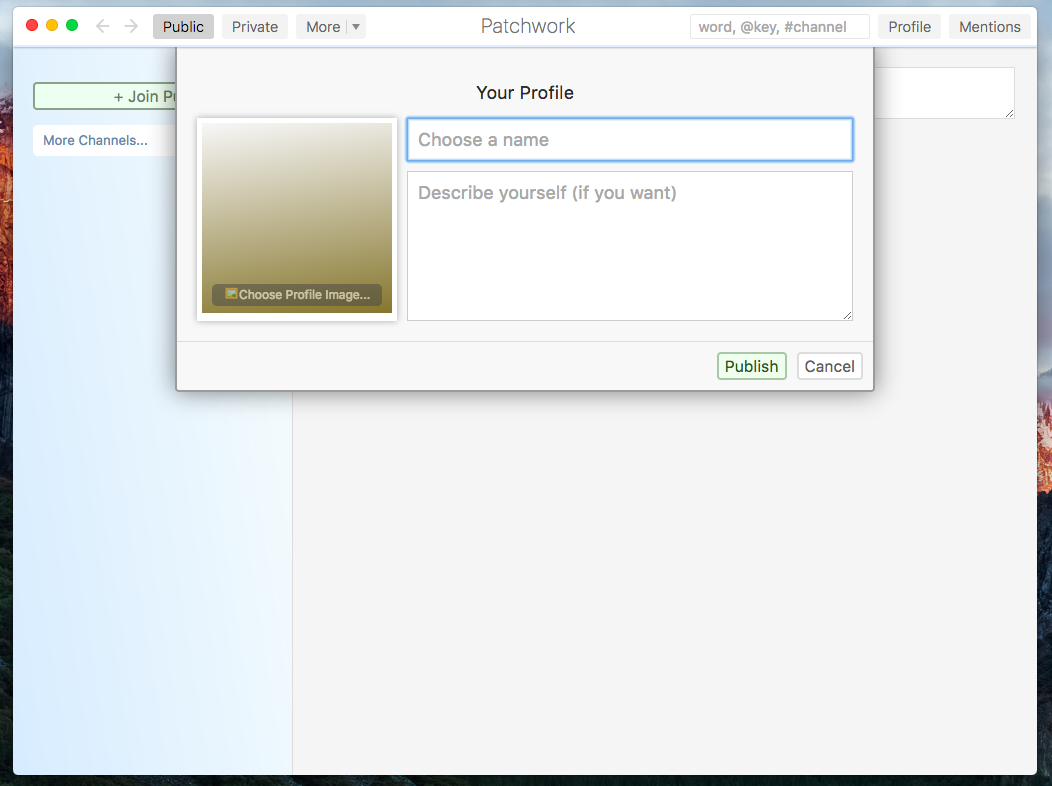 Public Private More Patchwork word, @key, #channel Profile Mentions
+ Join
More Channels...
Your Profile
Choose a name
Describe yourself (if you want)
Choose Profile Image...
Publish Cancel